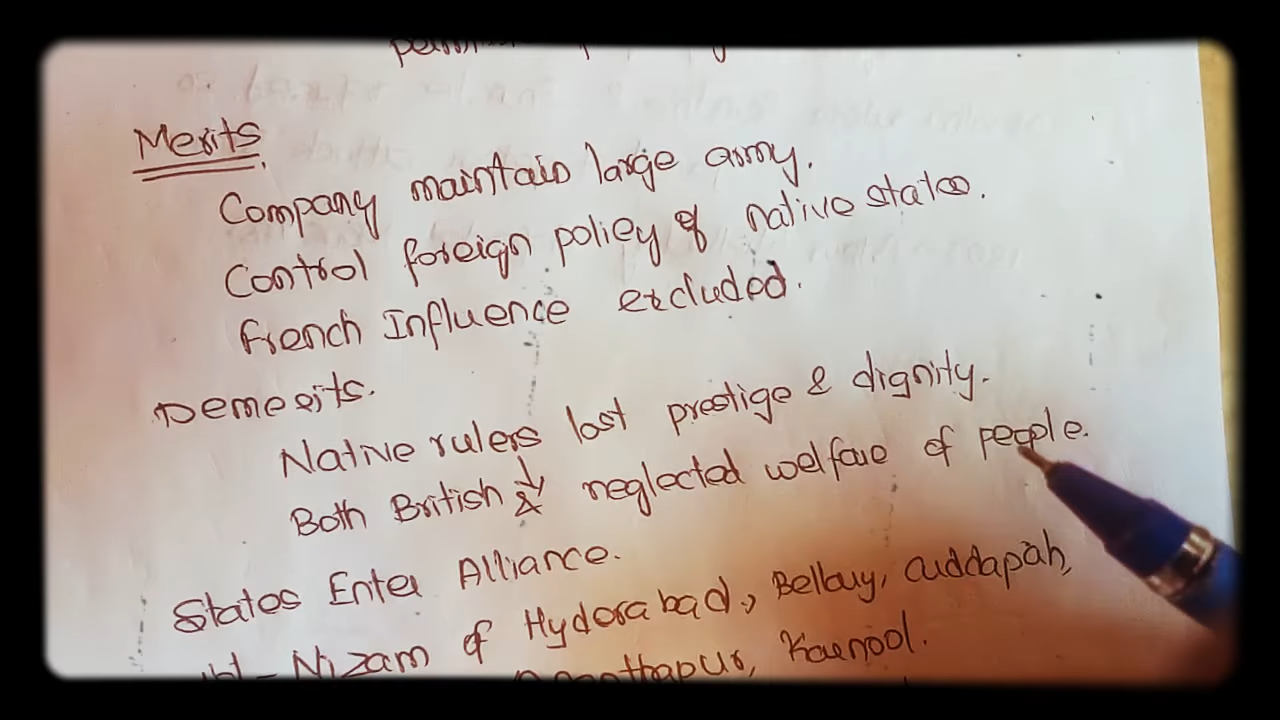 Merits.
Company maintain large army.
Control foreign policy of native states.
French Influence excluded.
Demerits.
Native rulers lost prestige & dignity.
Both British & neglected welfare of people.
States Enter Alliance.
Nizam of Hyderabad, Bellary, Cuddapah,
Kurnool.